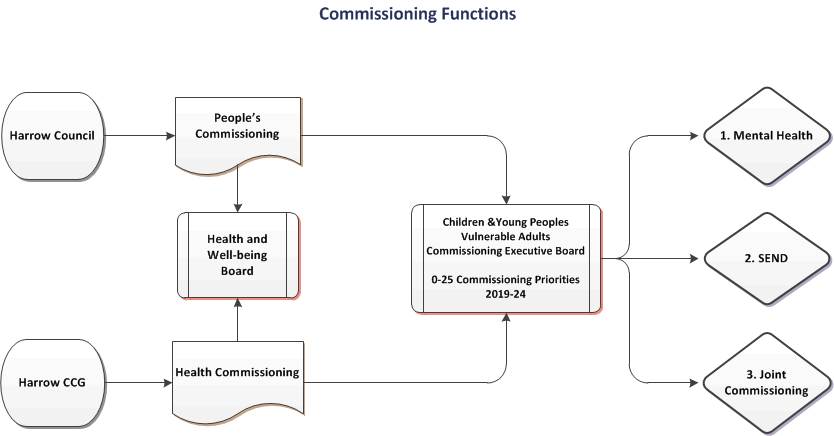 Commissioning Functions
Harrow Council
People's
Commissioning
1. Mental Health
Health and
Well-being
Board
Children &Young Peoples
Vulnerable Adults
Commissioning Executive Board
0-25 Commissioning Priorities
2019-24
2. SEND
Harrow CCG
Health Commissioning
3. Joint
Commissioning